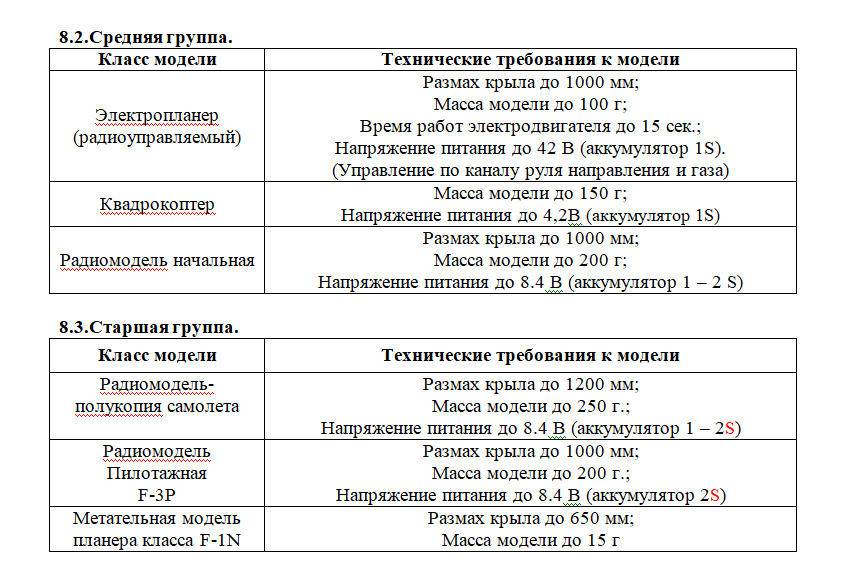 8.2.Средняя группа.
Класс модели
Технические требования к модели
Электропланер
(радиоуправляемый)
Размах крыла до 1000 мм;
Масса модели до 100 г;
Время работ электродвигателя до 15 сек.;
Напряжение питания до 42 В (аккумулятор 1S).
(Управление по каналу руля направления и газа)
Квадрокоптер
Масса модели до 150 г;
Напряжение питания до 4,2В (аккумулятор 1S)
Радиомодель начальная
Размах крыла до 1000 мм;
Масса модели до 200 г;
Напряжение питания до 8.4 В (аккумулятор 1 – 2 S)
8.3.Старшая группа.
Класс модели
Технические требования к модели
Радиомодель-
полукопия самолета
Размах крыла до 1200 мм;
Масса модели до 250 г.;
Напряжение питания до 8.4 В (аккумулятор 1 – 2S)
Радиомодель
Пилотажная
F-3P
Размах крыла до 1000 мм;
Масса модели до 200 г.;
Напряжение питания до 8.4 В (аккумулятор 2S)
Метательная модель
планера класса F-1N
Размах крыла до 650 мм;
Масса модели до 15 г